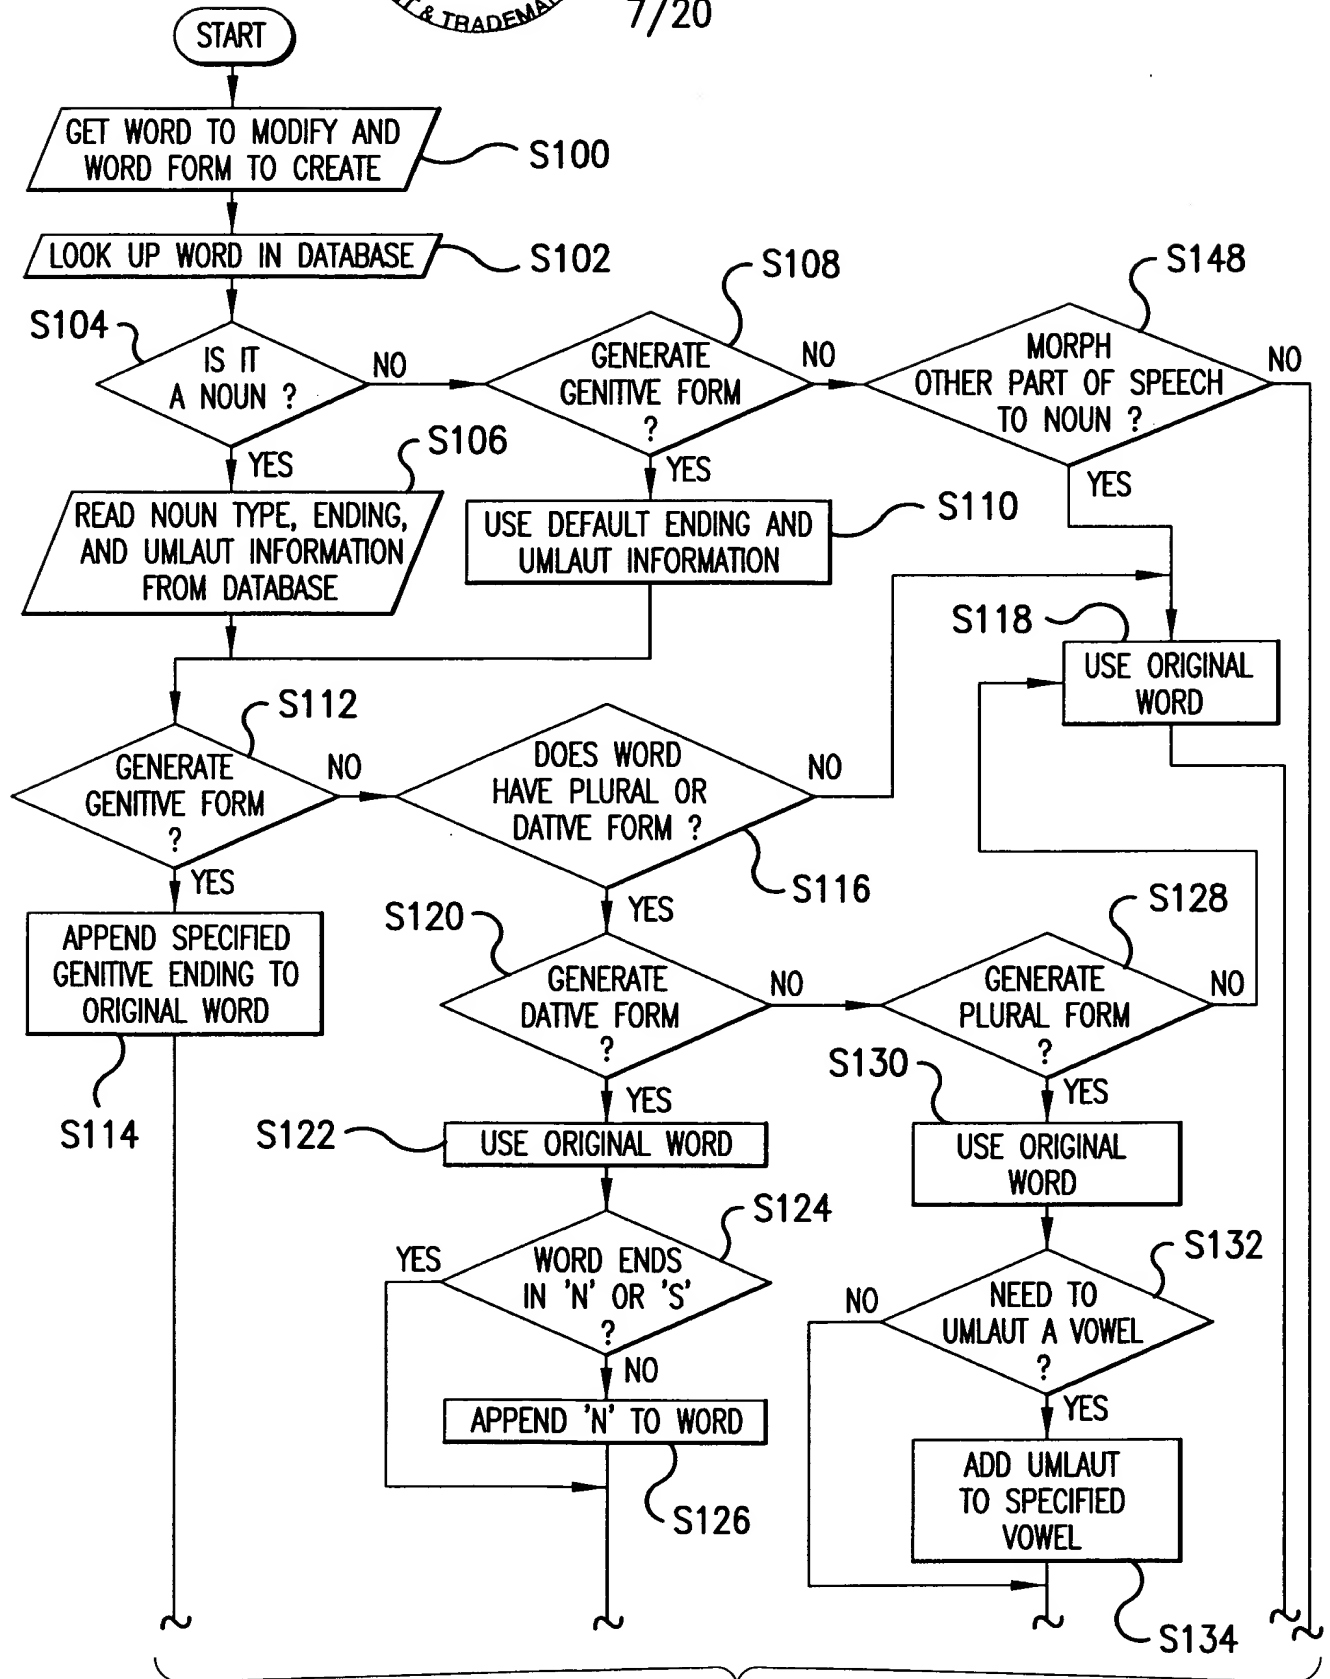 T & TRADEMA
7/20
START
GET WORD TO MODIFY AND
WORD FORM TO CREATE
S100
LOOK UP WORD IN DATABASE
S102
S104
IS IT
A NOUN ?
NO
YES
S108
GENERATE
GENITIVE FORM
?
NO
YES
S148
MORPH
OTHER PART OF SPEECH
TO NOUN ?
NO
YES
S106
READ NOUN TYPE, ENDING,
AND UMLAUT INFORMATION
FROM DATABASE
USE DEFAULT ENDING AND
UMLAUT INFORMATION
S110
S118
USE ORIGINAL
WORD
S112
GENERATE
GENITIVE FORM
?
NO
YES
DOES WORD
HAVE PLURAL OR
DATIVE FORM ?
NO
S116
YES
APPEND SPECIFIED
GENITIVE ENDING TO
ORIGINAL WORD
S114
S120
GENERATE
DATIVE FORM
?
NO
YES
S128
GENERATE
PLURAL FORM
?
NO
YES
S122
USE ORIGINAL WORD
S130
USE ORIGINAL
WORD
S124
YES
WORD ENDS
IN 'N' OR 'S'
?
NO
APPEND 'N' TO WORD
S126
S132
NO
NEED TO
UMLAUT A VOWEL
?
YES
ADD UMLAUT
TO SPECIFIED
VOWEL
S134